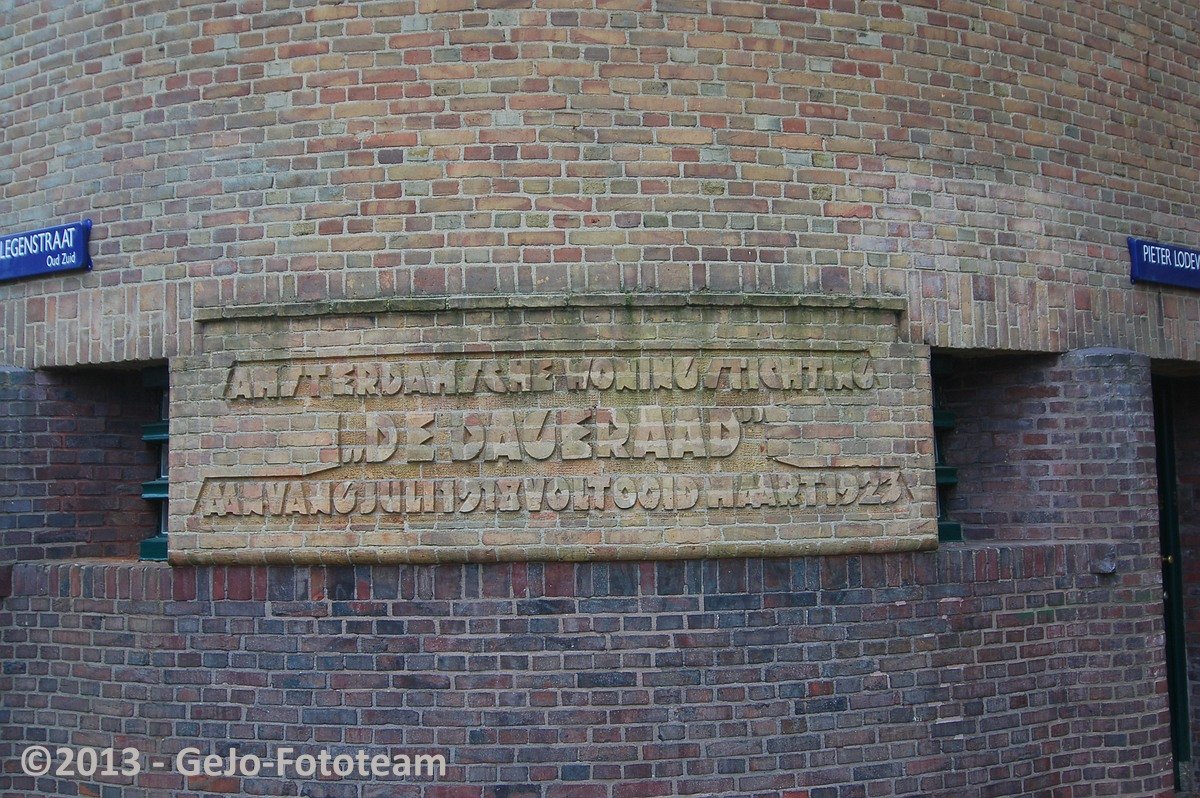 LEGENSTRAAT
Oud Zuid
PIETER LODEW
AMSTERDAMSCHE WONINGSTICHTING
„DE DAGERAAD”
AANVANG JULI 1918 VOLTOOID MAART 1923
©2013 - GeJo-Fototeam